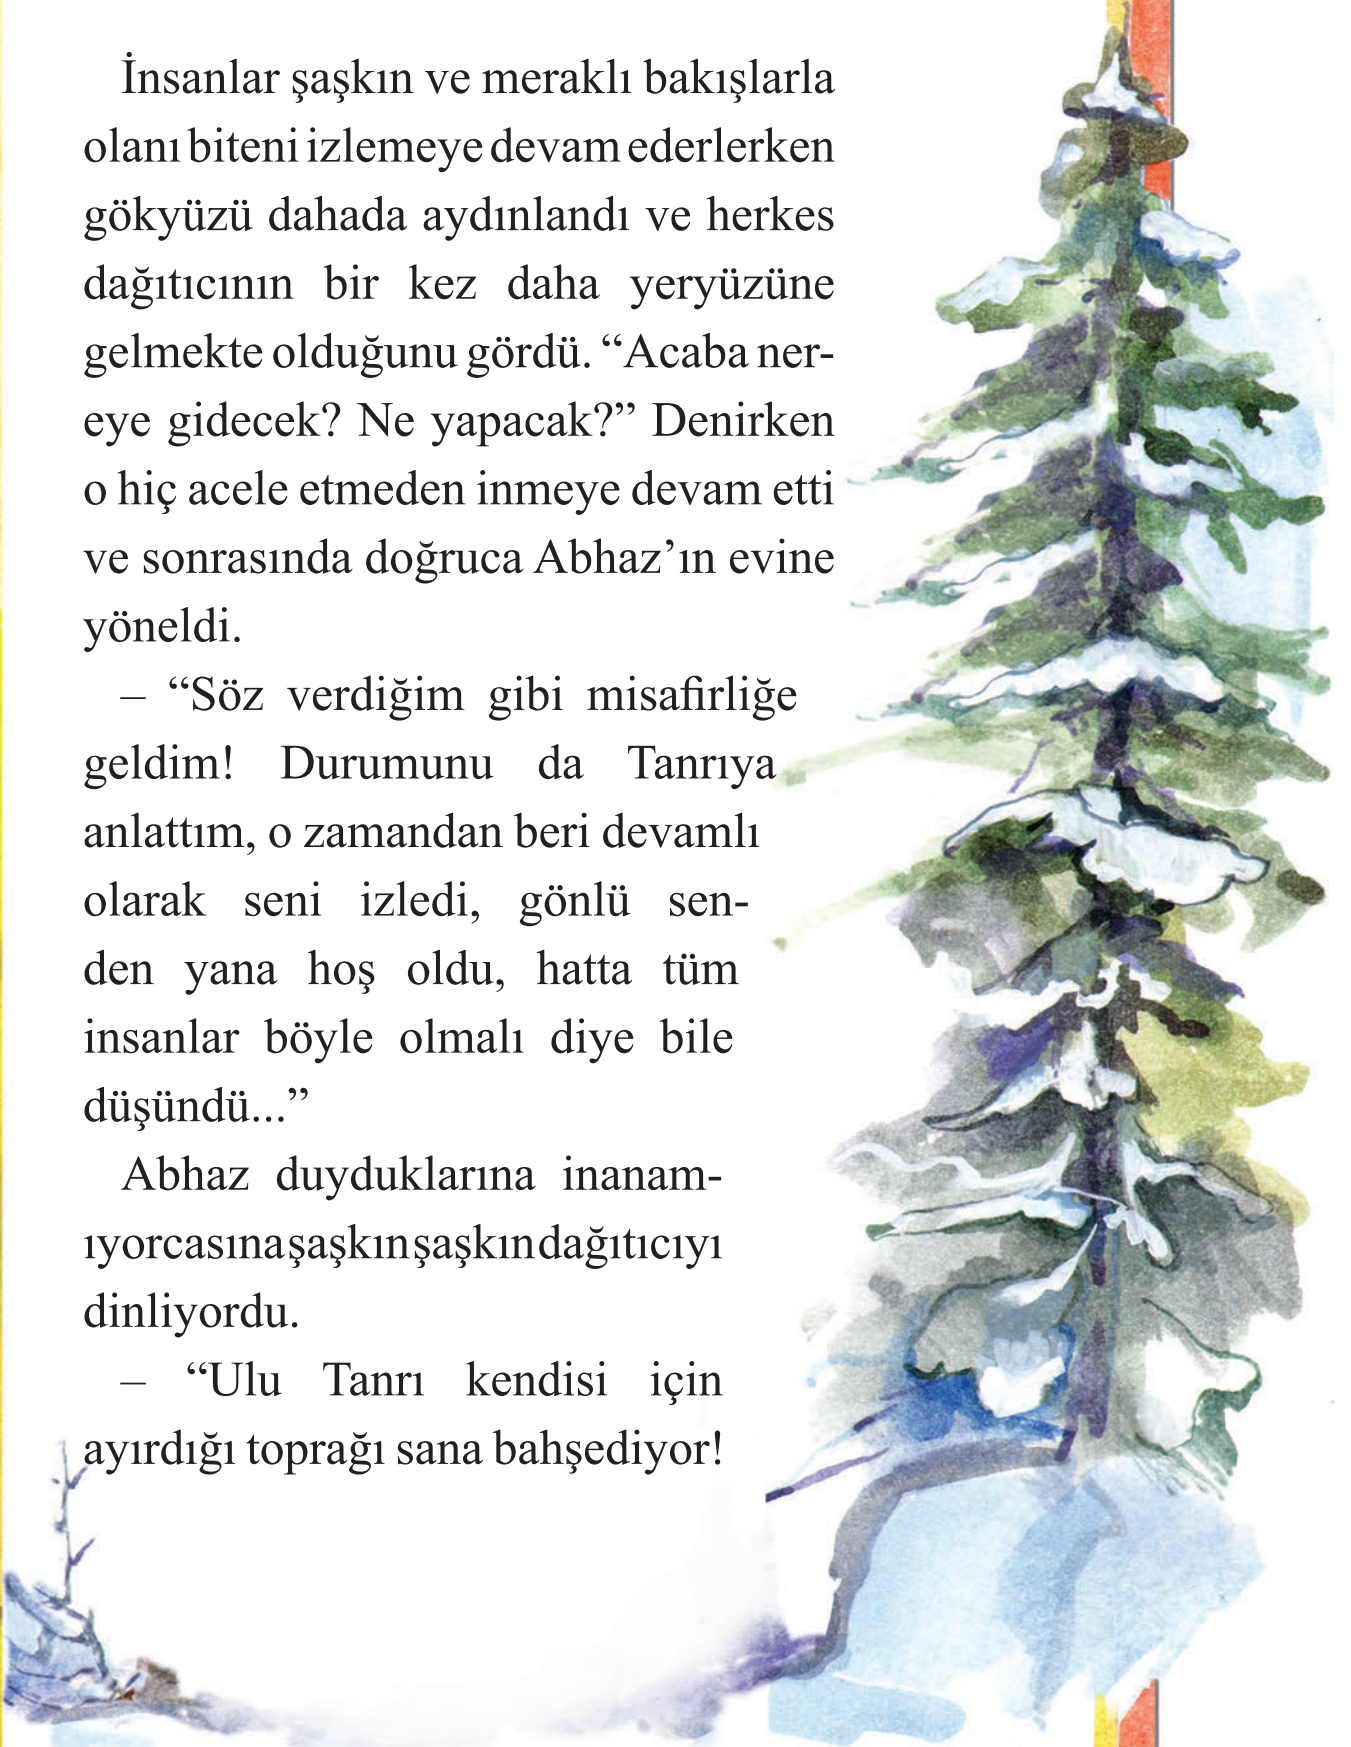 İnsanlar şaşkın ve meraklı bakışlarla
olanı biteni izlemeye devam ederlerken
gökyüzü dahada aydınlandı ve herkes
dağıtıcının bir kez daha yeryüzüne
gelmekte olduğunu gördü. “Acaba ner-
eye gidecek? Ne yapacak?” Denirken
o hiç acele etmeden inmeye devam etti
ve sonrasında doğruca Abhaz’ın evine
yöneldi.
– “Söz verdiğim gibi misafirliğe
geldim! Durumunu da Tanrıya
anlattım, o zamandan beri devamlı
olarak seni izledi, gönlü sen-
den yana hoş oldu, hatta tüm
insanlar böyle olmalı diye bile
düşündü...”
Abhaz duyduklarına inanam-
ıyorcasına şaşkın şaşkın dağıtıcıyı
dinliyordu.
– “Ulu Tanrı kendisi için
ayırdığı toprağı sana bahşediyor!